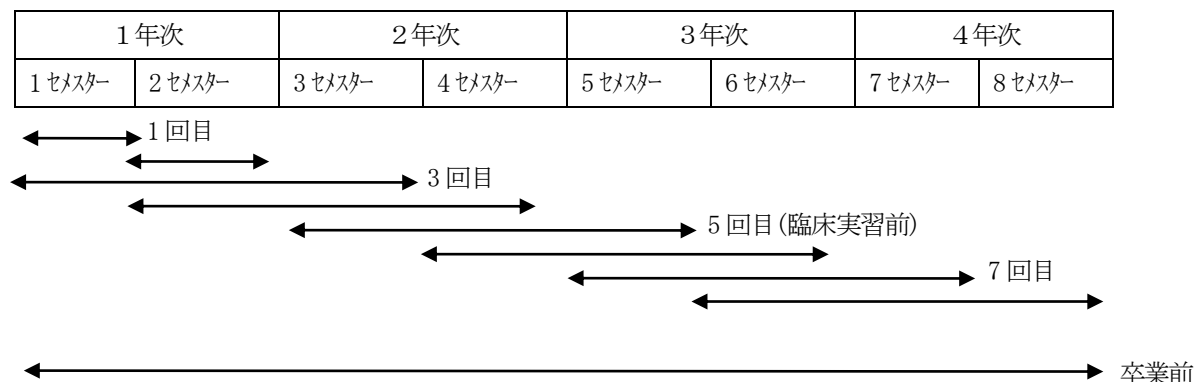 １年次 ２年次 ３年次 ４年次
1 ｾﾒｽﾀｰ 2 ｾﾒｽﾀｰ 3 ｾﾒｽﾀｰ 4 ｾﾒｽﾀｰ 5 ｾﾒｽﾀｰ 6 ｾﾒｽﾀｰ 7 ｾﾒｽﾀｰ 8 ｾﾒｽﾀｰ
1 回目
3 回目
5 回目(臨床実習前)
7 回目
卒業前